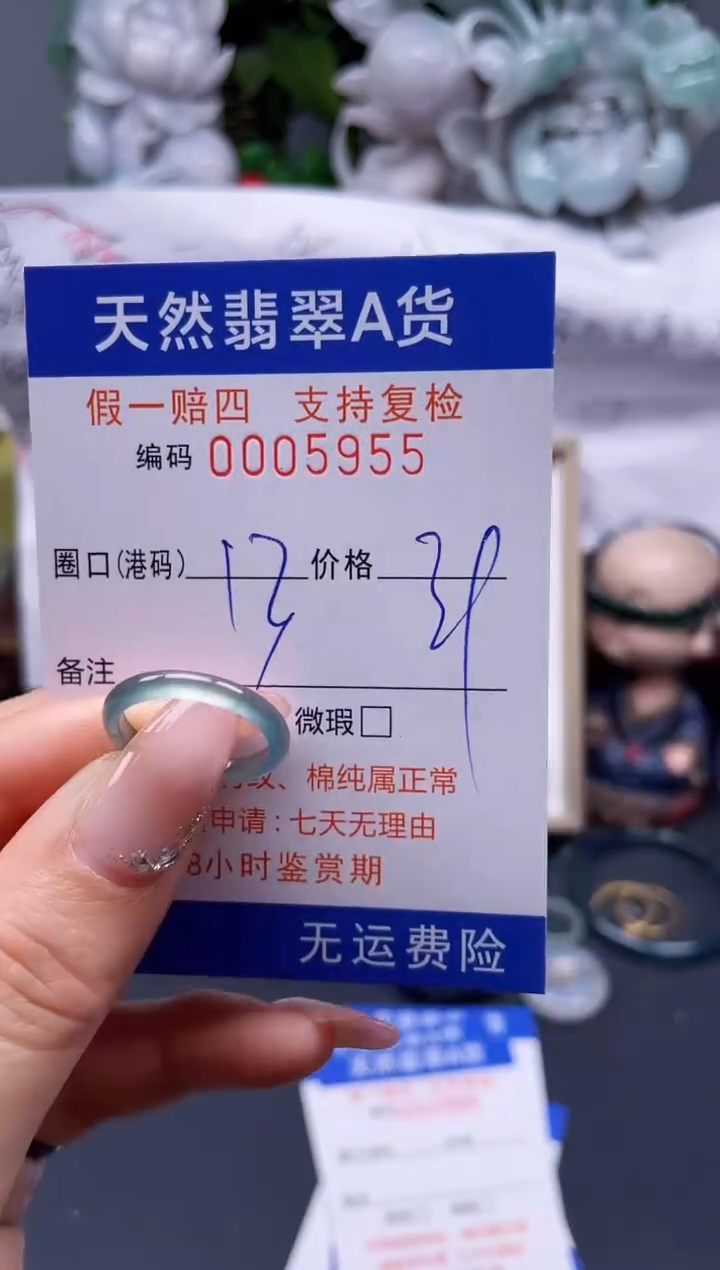 天然翡翠A货
假一赔四 支持复检
编码 0005955
圈口(港码) 13 价格 39
备注
微瑕□
纹、棉纯属正常
申请:七天无理由
8小时鉴赏期
无运费险